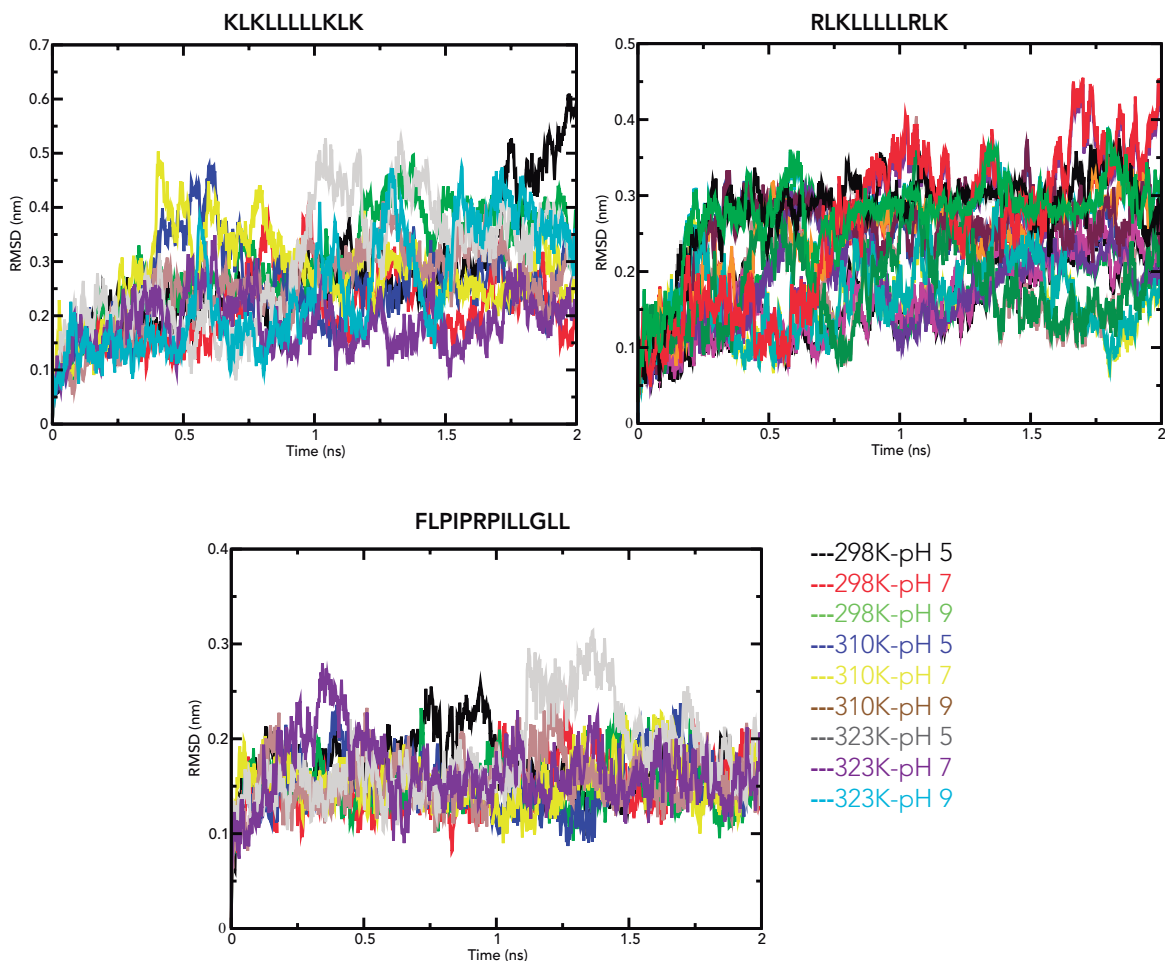 KLKLLLLLKLK
RMSD (nm)
0.7
0.6
0.5
0.4
0.3
0.2
0.1
0
0
0.5
1
1.5
2
Time (ns)
RLKLLLLLRLK
RMSD (nm)
0.5
0.4
0.3
0.2
0.1
0
0
0.5
1
1.5
2
Time (ns)
FLPIPRPILLGLL
RMSD (nm)
0.4
0.3
0.2
0.1
0
0
0.5
1
1.5
2
Time (ns)
---298K-pH 5
---298K-pH 7
---298K-pH 9
---310K-pH 5
---310K-pH 7
---310K-pH 9
---323K-pH 5
---323K-pH 7
---323K-pH 9